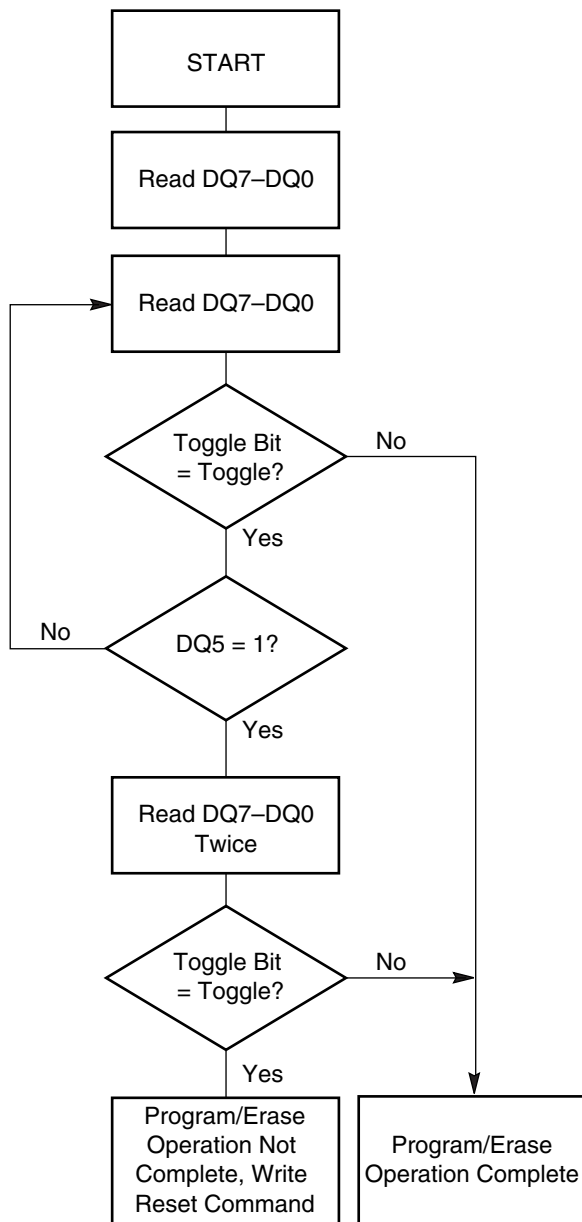 START
Read DQ7–DQ0
Read DQ7–DQ0
Toggle Bit
= Toggle?
No
Yes
No
DQ5 = 1?
Yes
Read DQ7–DQ0
Twice
Toggle Bit
= Toggle?
No
Yes
Program/Erase
Operation Not
Complete, Write
Reset Command
Program/Erase
Operation Complete